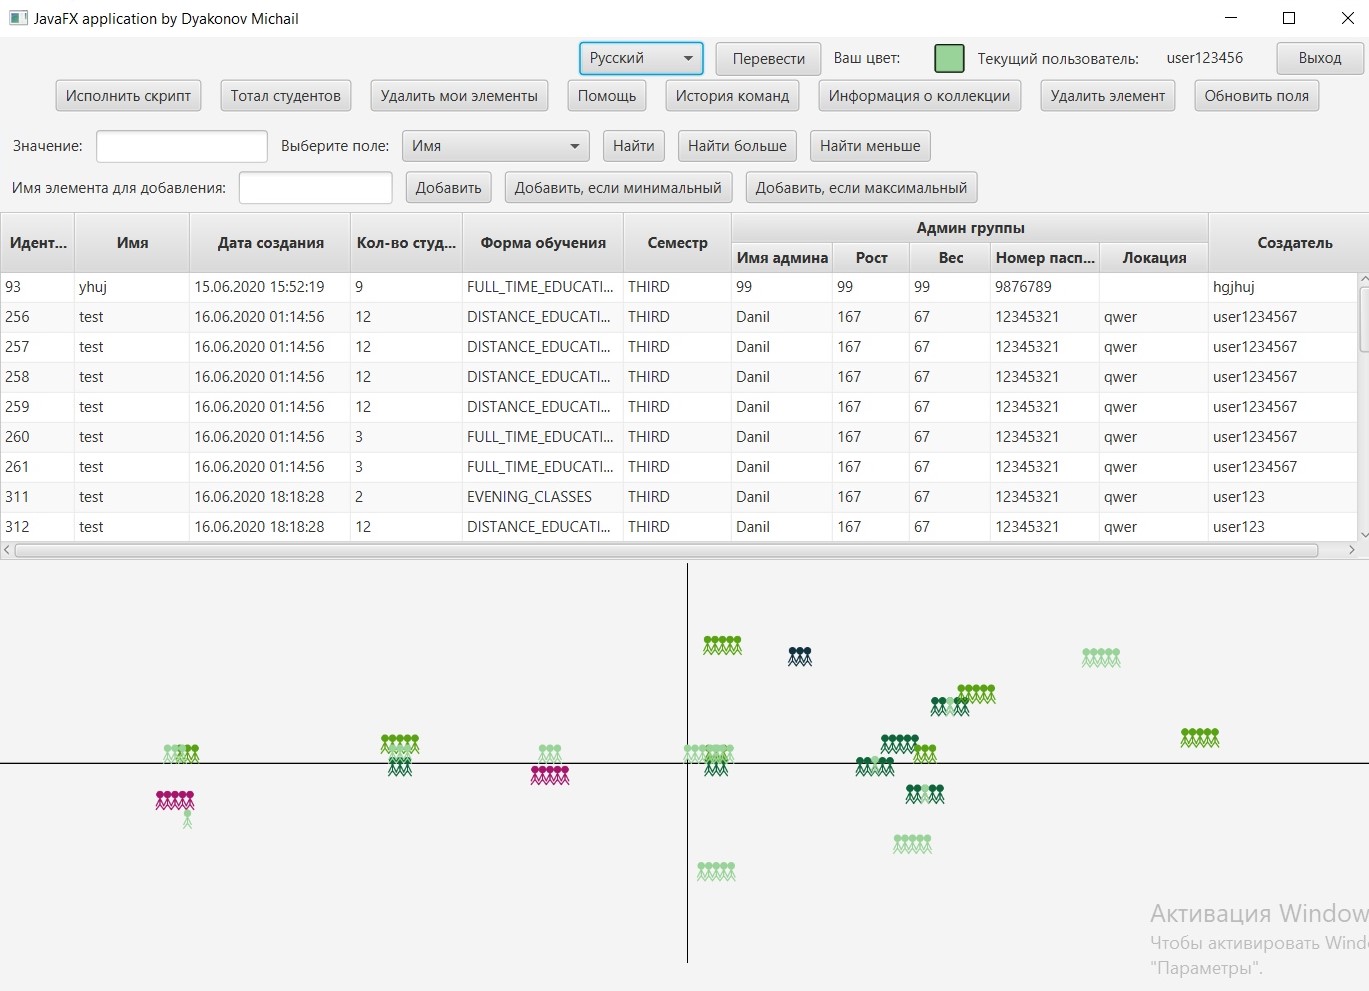 JavaFX application by Dyakonov Michail
Русский Перевести Ваш цвет: Текущий пользователь: user123456 Выход
Исполнить скрипт Тотал студентов Удалить мои элементы Помощь История команд Информация о коллекции Удалить элемент Обновить поля
Значение: Выберите поле: Имя Найти Найти больше Найти меньше
Имя элемента для добавления: Добавить Добавить, если минимальный Добавить, если максимальный
Админ группы
Идент... Имя Дата создания Кол-во студ... Форма обучения Семестр Создатель
Имя админа Рост Вес Номер пасп... Локация
93 yhuj 15.06.2020 15:52:19 9 FULL_TIME_EDUCATI... THIRD 99 99 99 9876789 hgjhuj
256 test 16.06.2020 01:14:56 12 DISTANCE_EDUCATI... THIRD Danil 167 67 12345321 qwer user1234567
257 test 16.06.2020 01:14:56 12 DISTANCE_EDUCATI... THIRD Danil 167 67 12345321 qwer user1234567
258 test 16.06.2020 01:14:56 12 DISTANCE_EDUCATI... THIRD Danil 167 67 12345321 qwer user1234567
259 test 16.06.2020 01:14:56 12 DISTANCE_EDUCATI... THIRD Danil 167 67 12345321 qwer user1234567
260 test 16.06.2020 01:14:56 3 FULL_TIME_EDUCATI... THIRD Danil 167 67 12345321 qwer user1234567
261 test 16.06.2020 01:14:56 3 FULL_TIME_EDUCATI... THIRD Danil 167 67 12345321 qwer user1234567
311 test 16.06.2020 18:18:28 2 EVENING_CLASSES THIRD Danil 167 67 12345321 qwer user123
312 test 16.06.2020 18:18:28 12 DISTANCE_EDUCATI... THIRD Danil 167 67 12345321 qwer user123
Активация Window
Чтобы активировать Wind
"Параметры".